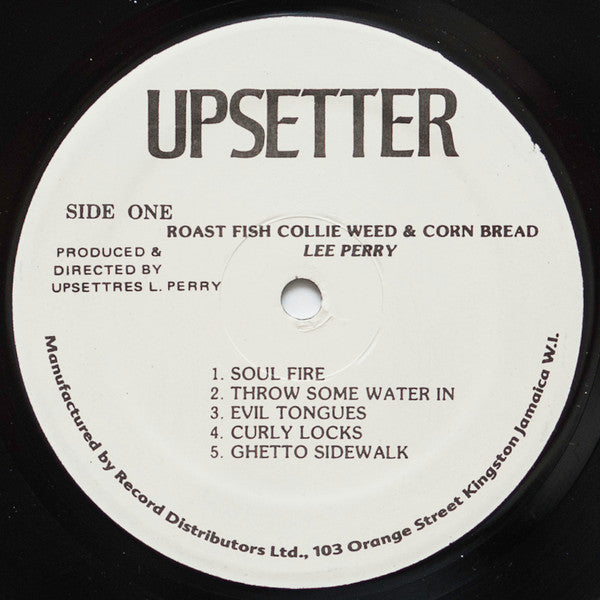 UPSETTER
SIDE ONE
ROAST FISH COLLIE WEED & CORN BREAD
LEE PERRY
PRODUCED &
DIRECTED BY
UPSETTRES L. PERRY
1. SOUL FIRE
2. THROW SOME WATER IN
3. EVIL TONGUES
4. CURLY LOCKS
5. GHETTO SIDEWALK
Manufactured by Record Distributors Ltd., 103 Orange Street Kingston Jamaica W.I.